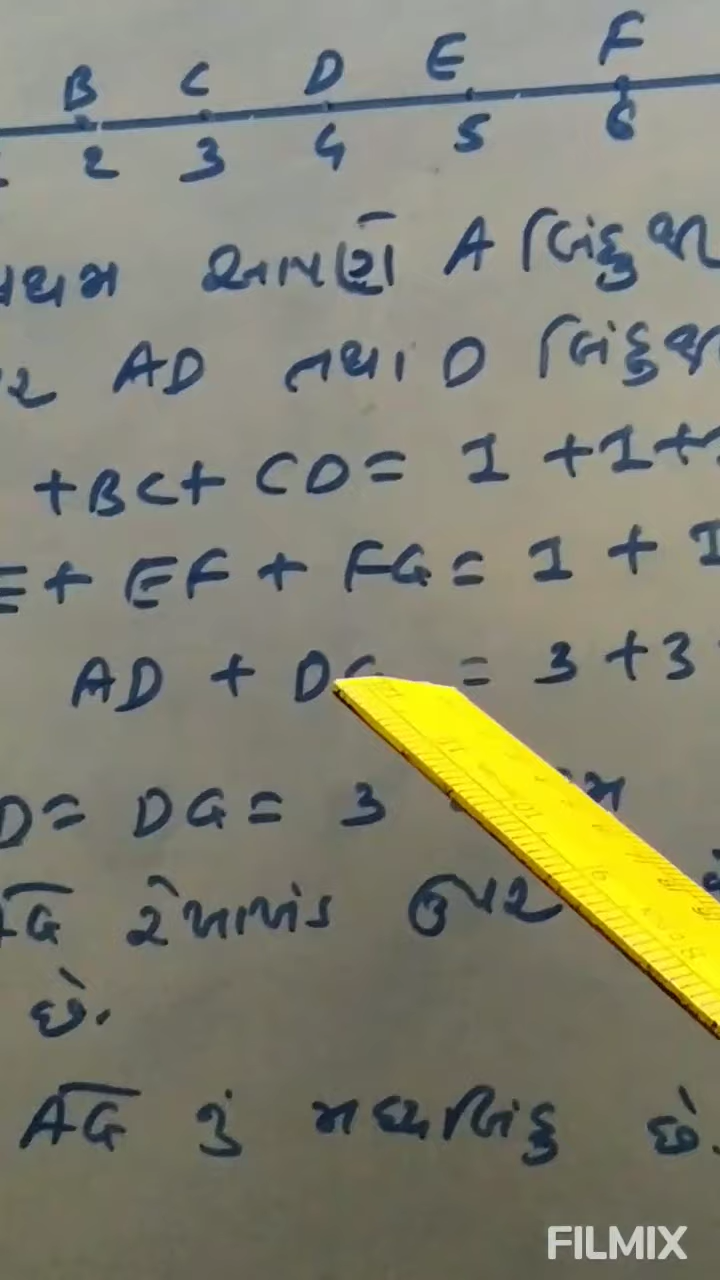 B C D E F
2 3 4 5 6
આપણે A બિંદુથી
AD તથા D બિંદુથી
+BC+ CD= 1 +1+
E+ EF + FG= 1 + 1
AD + DG = 3 +3
D= DG= 3
AG રેખાખંડ ઉપર
છે.
AG નું મધ્યબિંદુ છે.
FILMIX